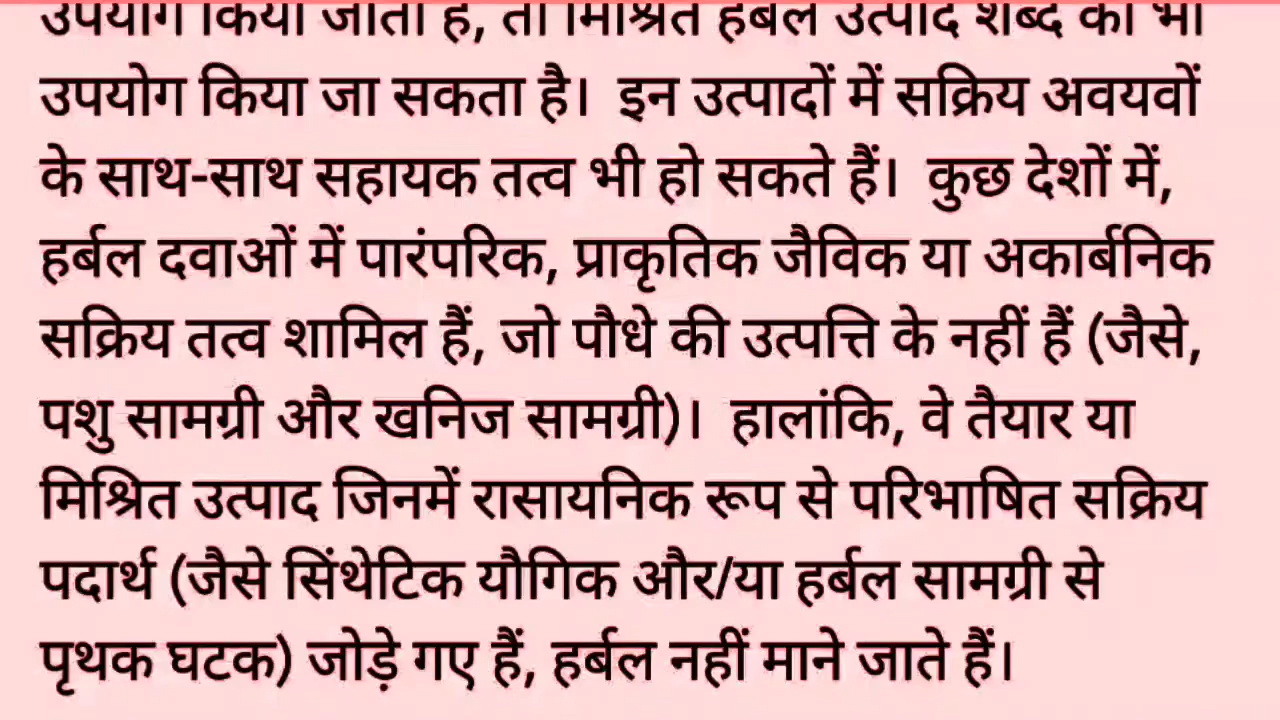 उपयोग किया जाता है, तो मिश्रित हर्बल उत्पाद शब्द का भी
उपयोग किया जा सकता है। इन उत्पादों में सक्रिय अवयवों
के साथ-साथ सहायक तत्व भी हो सकते हैं। कुछ देशों में,
हर्बल दवाओं में पारंपरिक, प्राकृतिक जैविक या अकार्बनिक
सक्रिय तत्व शामिल हैं, जो पौधे की उत्पत्ति के नहीं हैं (जैसे,
पशु सामग्री और खनिज सामग्री)। हालांकि, वे तैयार या
मिश्रित उत्पाद जिनमें रासायनिक रूप से परिभाषित सक्रिय
पदार्थ (जैसे सिंथेटिक यौगिक और/या हर्बल सामग्री से
पृथक घटक) जोड़े गए हैं, हर्बल नहीं माने जाते हैं।